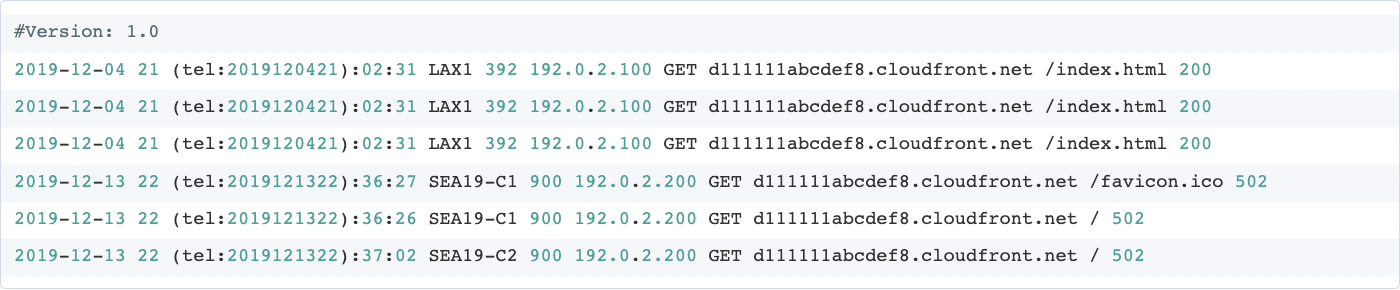 #Version: 1.0
2019-12-04 21 (tel:2019120421):02:31 LAX1 392 192.0.2.100 GET d111111abcdef8.cloudfront.net /index.html 200
2019-12-04 21 (tel:2019120421):02:31 LAX1 392 192.0.2.100 GET d111111abcdef8.cloudfront.net /index.html 200
2019-12-04 21 (tel:2019120421):02:31 LAX1 392 192.0.2.100 GET d111111abcdef8.cloudfront.net /index.html 200
2019-12-13 22 (tel:2019121322):36:27 SEA19-C1 900 192.0.2.200 GET d111111abcdef8.cloudfront.net /favicon.ico 502
2019-12-13 22 (tel:2019121322):36:26 SEA19-C1 900 192.0.2.200 GET d111111abcdef8.cloudfront.net / 502
2019-12-13 22 (tel:2019121322):37:02 SEA19-C2 900 192.0.2.200 GET d111111abcdef8.cloudfront.net / 502